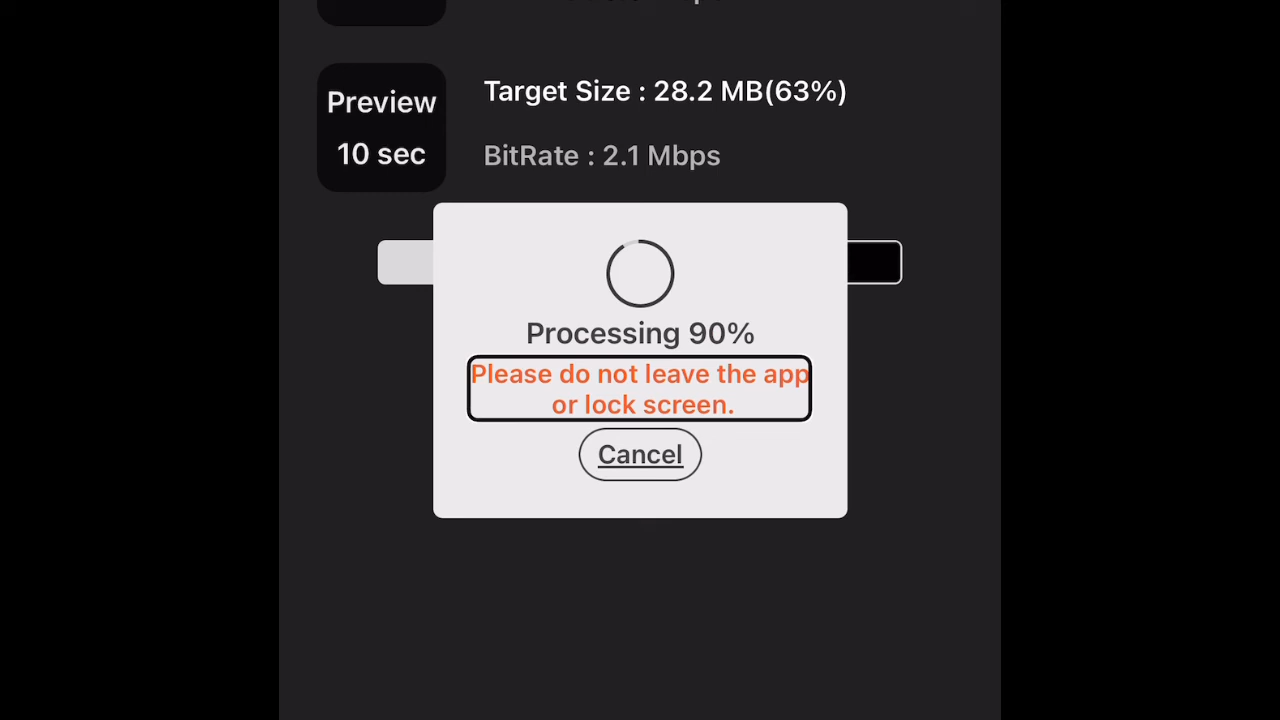 Preview
10 sec
Target Size : 28.2 MB(63%)
BitRate : 2.1 Mbps
Processing 90%
Please do not leave the app
or lock screen.
Cancel